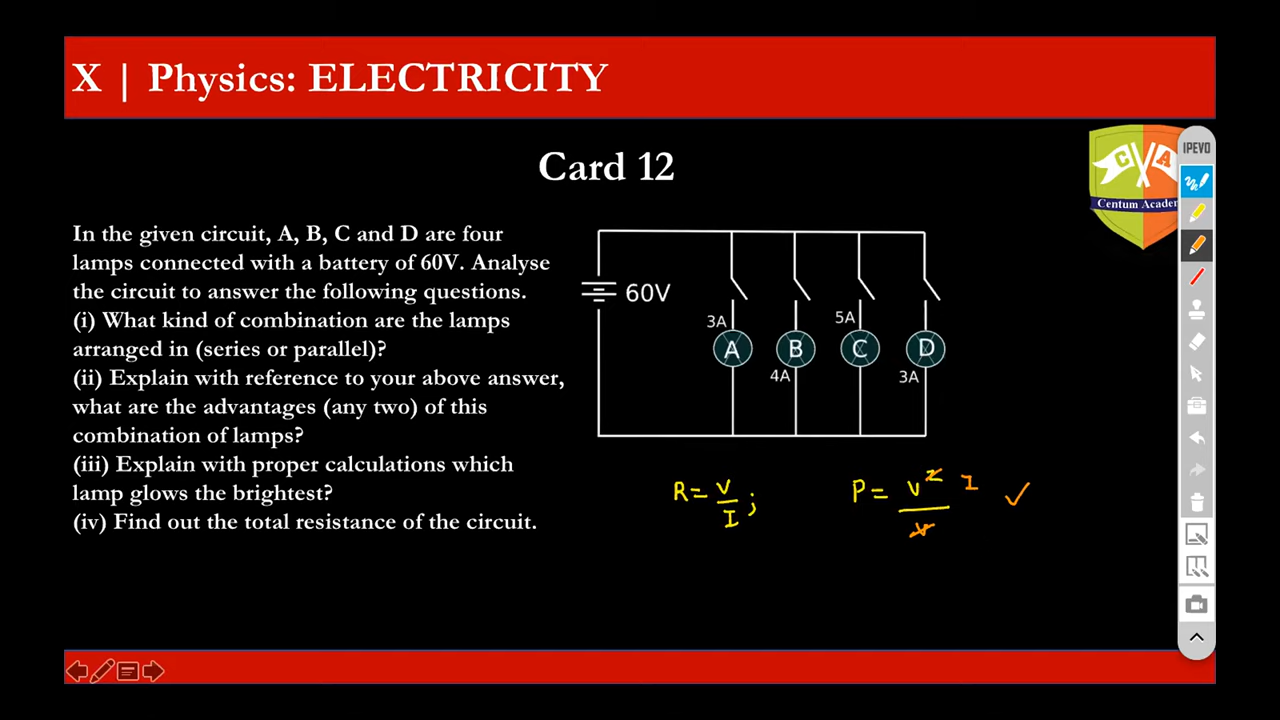 X | Physics: ELECTRICITY
Card 12
IPEVO
C A
Centum Academ
In the given circuit, A, B, C and D are four
lamps connected with a battery of 60V. Analyse
the circuit to answer the following questions.
(i) What kind of combination are the lamps
arranged in (series or parallel)?
(ii) Explain with reference to your above answer,
what are the advantages (any two) of this
combination of lamps?
(iii) Explain with proper calculations which
lamp glows the brightest?
(iv) Find out the total resistance of the circuit.
60V
3A 5A
A B C D
4A 3A
R = V/I ; P = V² I / V ✓